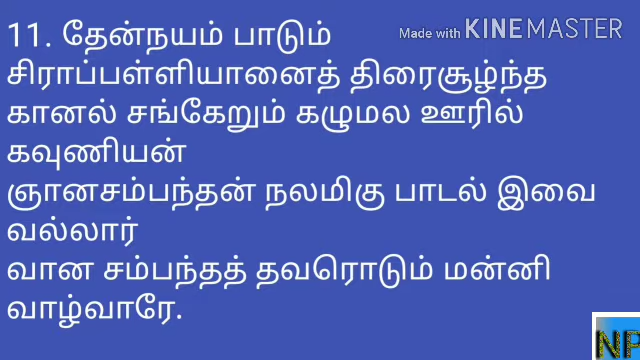 11. தேன்நயம் பாடும்
Made with KINEMASTER
சிராப்பள்ளியானைத் திரைசூழ்ந்த
கானல் சங்கேறும் கழுமல ஊரில்
கவுணியன்
ஞானசம்பந்தன் நலமிகு பாடல் இவை
வல்லார்
வான சம்பந்தத் தவரொடும் மன்னி
வாழ்வாரே.
NP